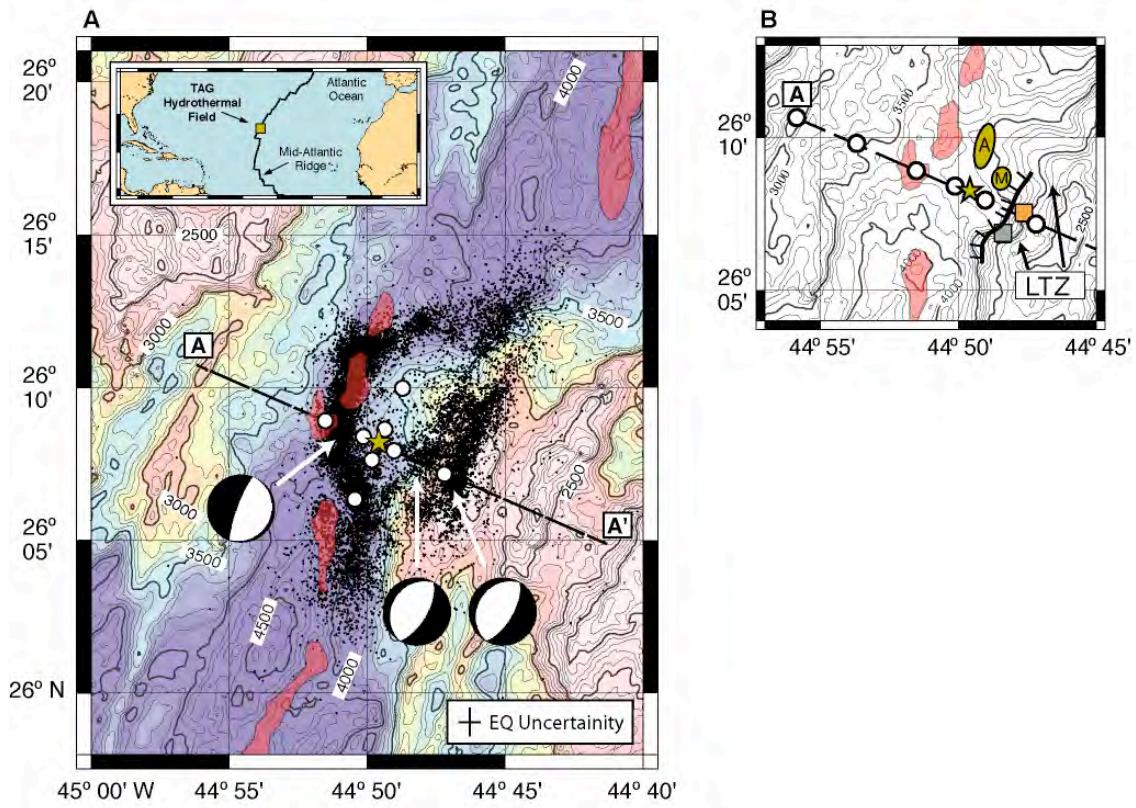 A
26°
20'
TAG
Hydrothermal
Field
Atlantic
Ocean
Mid-Atlantic
Ridge
4000
26°
15'
2500
3000
3500
A
26°
10'
3000
2500
A'
26°
05'
3500
4500
4000
26° N
EQ Uncertainity
45° 00' W
44° 55'
44° 50'
44° 45'
44° 40'
B
A
3500
26°
10'
A
M
3000
2500
4000
4000
LTZ
26°
05'
44° 55'
44° 50'
44° 45'